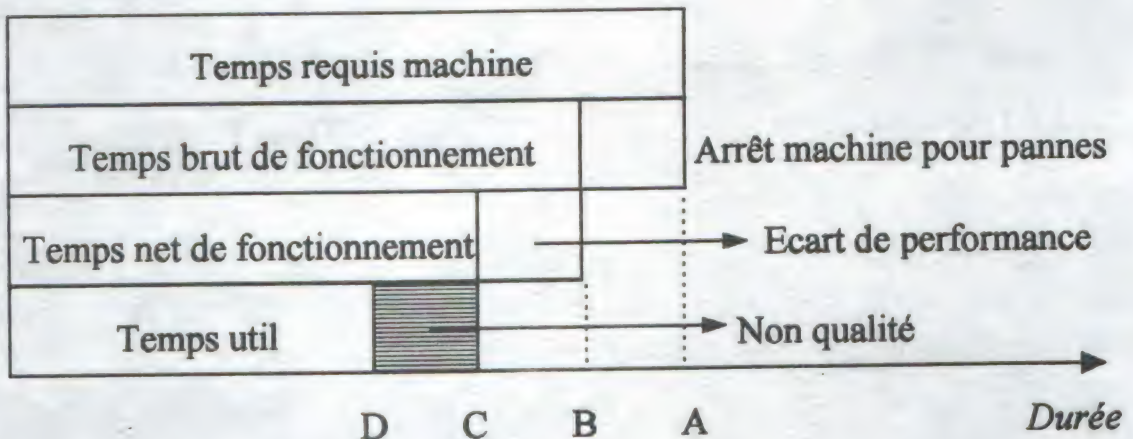 Temps requis machine
Temps brut de fonctionnement
Arrêt machine pour pannes
Temps net de fonctionnement
Ecart de performance
Temps util
Non qualité
D C B A Durée